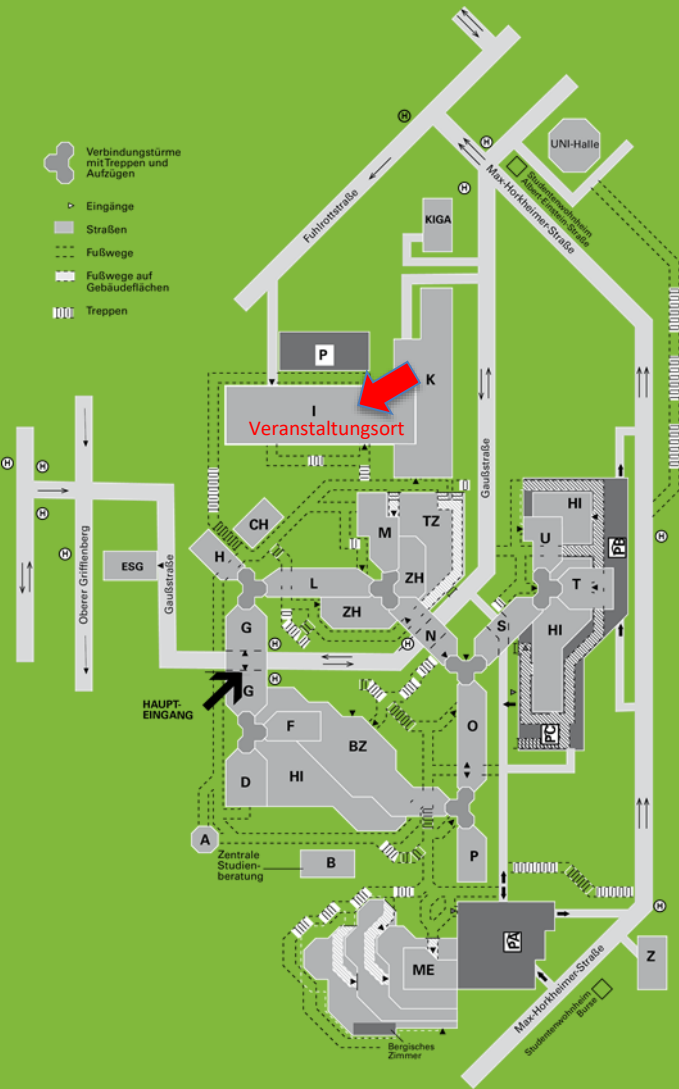 Verbindungstürme
mit Treppen und
Aufzügen
Eingänge
Straßen
Fußwege
Fußwege auf
Gebäudeflächen
Treppen
H
H
H
UNI-Halle
Studentenwohnheim
Albert-Einstein-Straße
Max-Horkheimer-Straße
Fuhlrottstraße
KIGA
P
K
I
Veranstaltungsort
Gaußstraße
H
H
H
H
Oberer Grifflenberg
ESG
Gaußstraße
CH
H
M
TZ
L
ZH
ZH
N
S
U
HI
T
HI
PB
PC
H
G
H
H
H
G
HAUPT-
EINGANG
F
BZ
D
HI
O
A
Zentrale
Studien-
beratung
B
P
ME
PA
H
Z
Max-Horkheimer-Straße
Studentenwohnheim
Burse
Bergisches
Zimmer